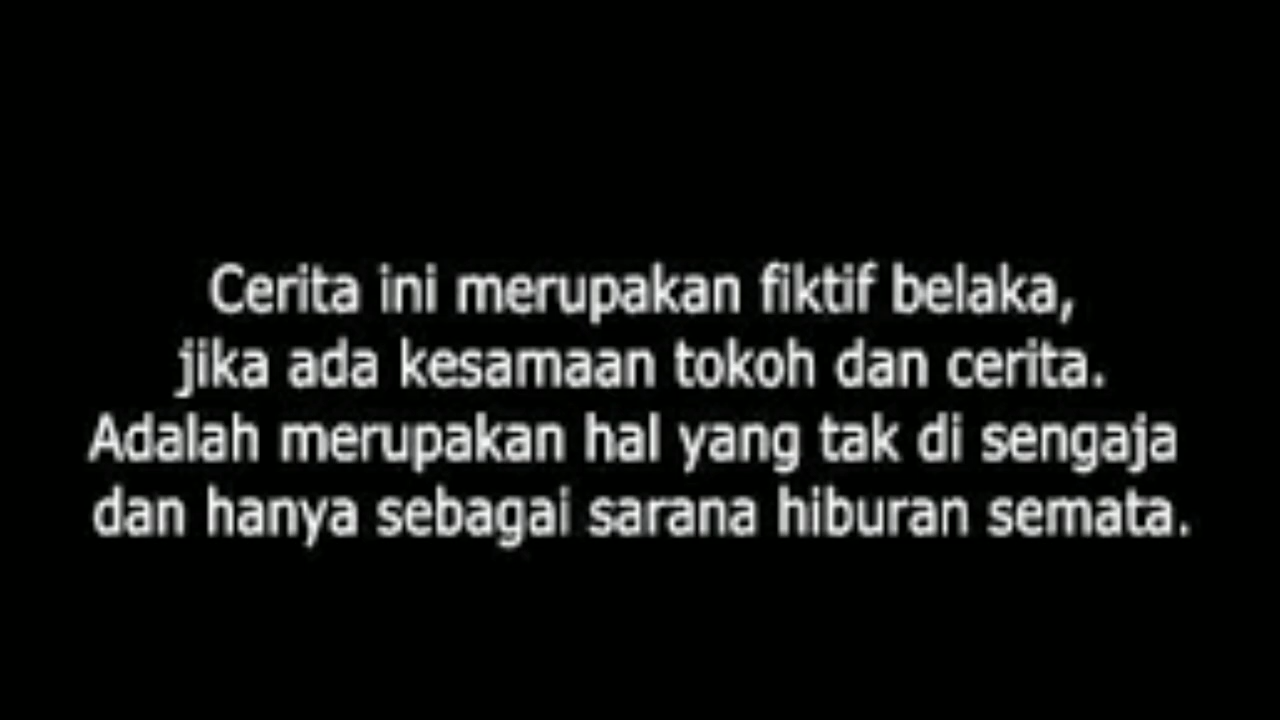 Cerita ini merupakan fiktif belaka,
jika ada kesamaan tokoh dan cerita.
Adalah merupakan hal yang tak di sengaja
dan hanya sebagai sarana hiburan semata.